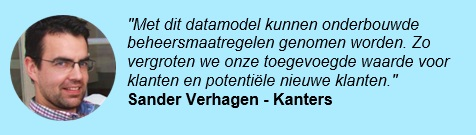 "Met dit datamodel kunnen onderbouwde
beheersmaatregelen genomen worden. Zo
vergroten we onze toegevoegde waarde voor
klanten en potentiële nieuwe klanten."
Sander Verhagen - Kanters